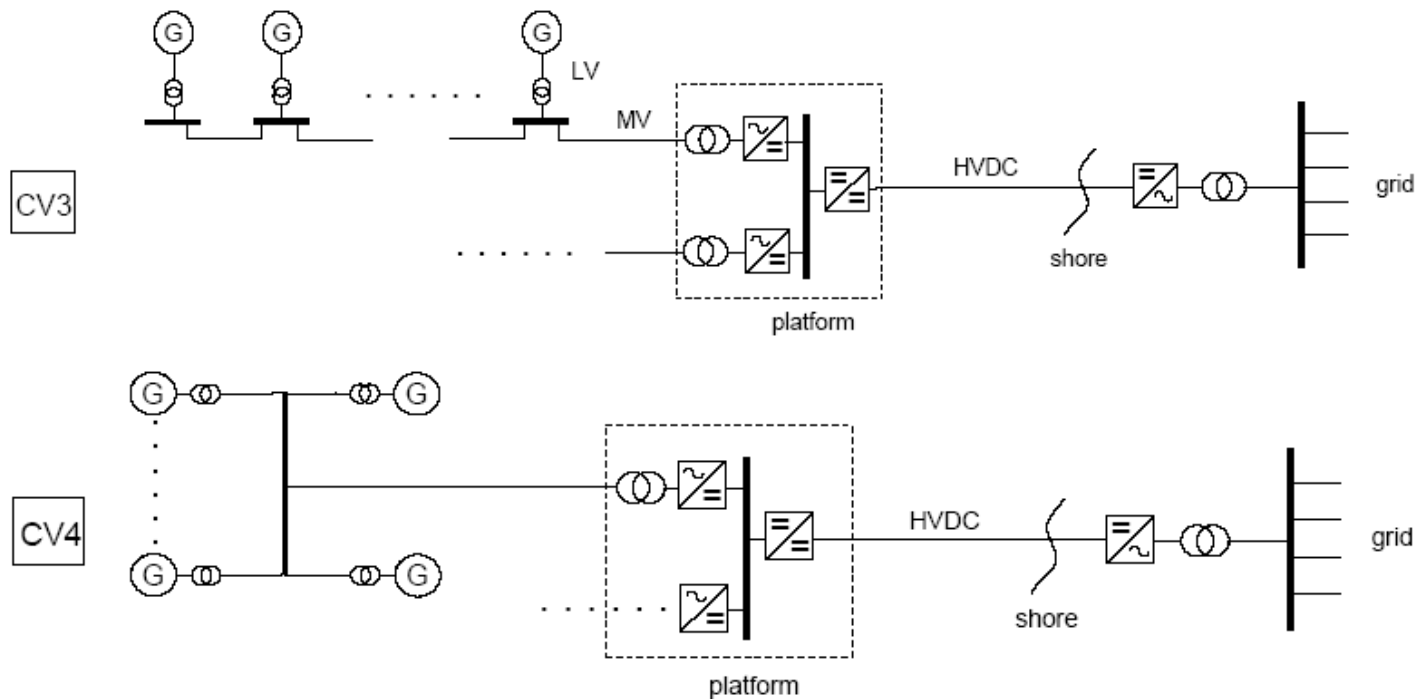 G G G
LV
MV
CV3
HVDC
grid
shore
platform
G G
CV4
HVDC
grid
G G
shore
platform